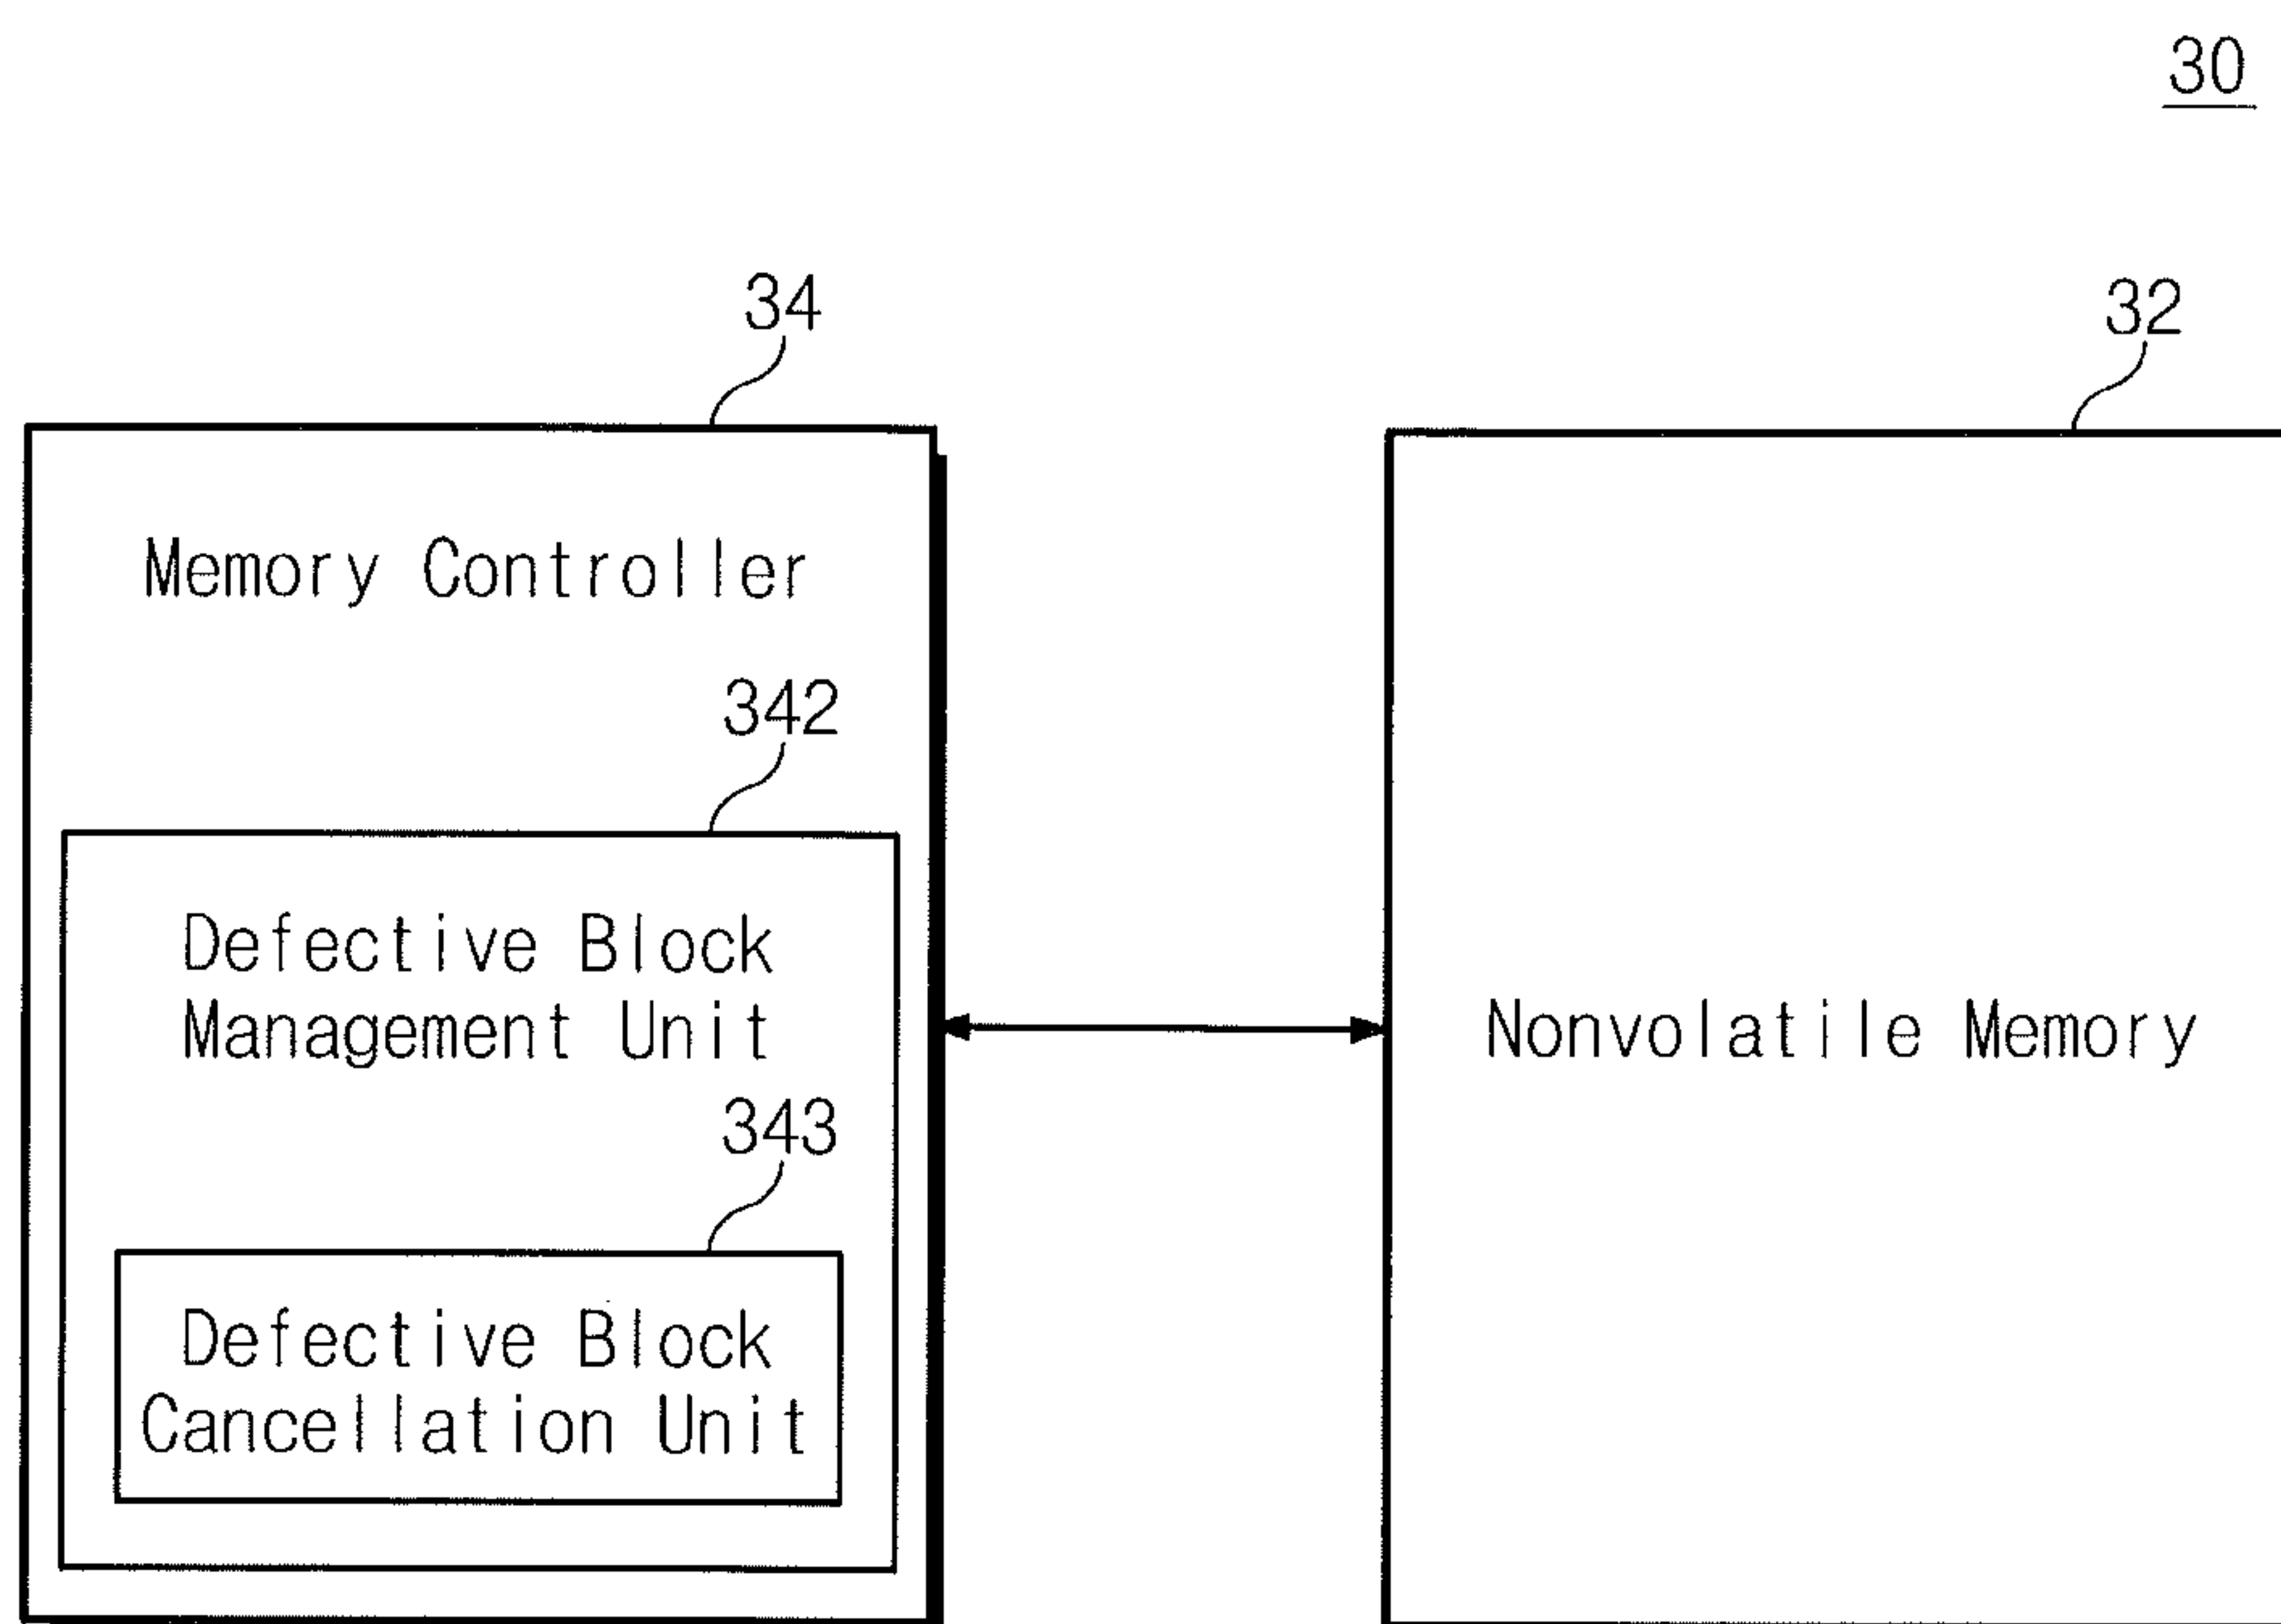 30
34
32
Memory Controller
342
Defective Block
Management Unit
Nonvolatile Memory
343
Defective Block
Cancellation Unit